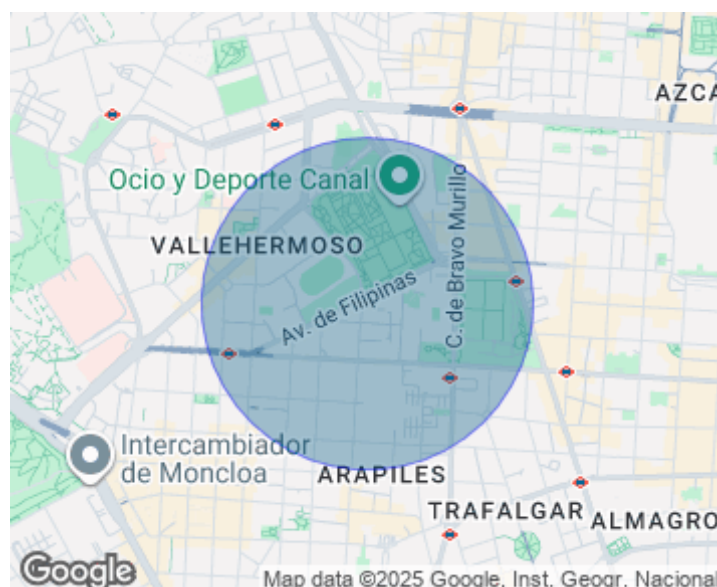 AZCA
Ocio y Deporte Canal
C. de Bravo Murillo
VALLEHERMOSO
Av. de Filipinas
Intercambiador
de Moncloa
ARAPILES
TRAFALGAR
ALMAGRO
Google
Map data ©2025 Google, Inst. Geogr. Nacional